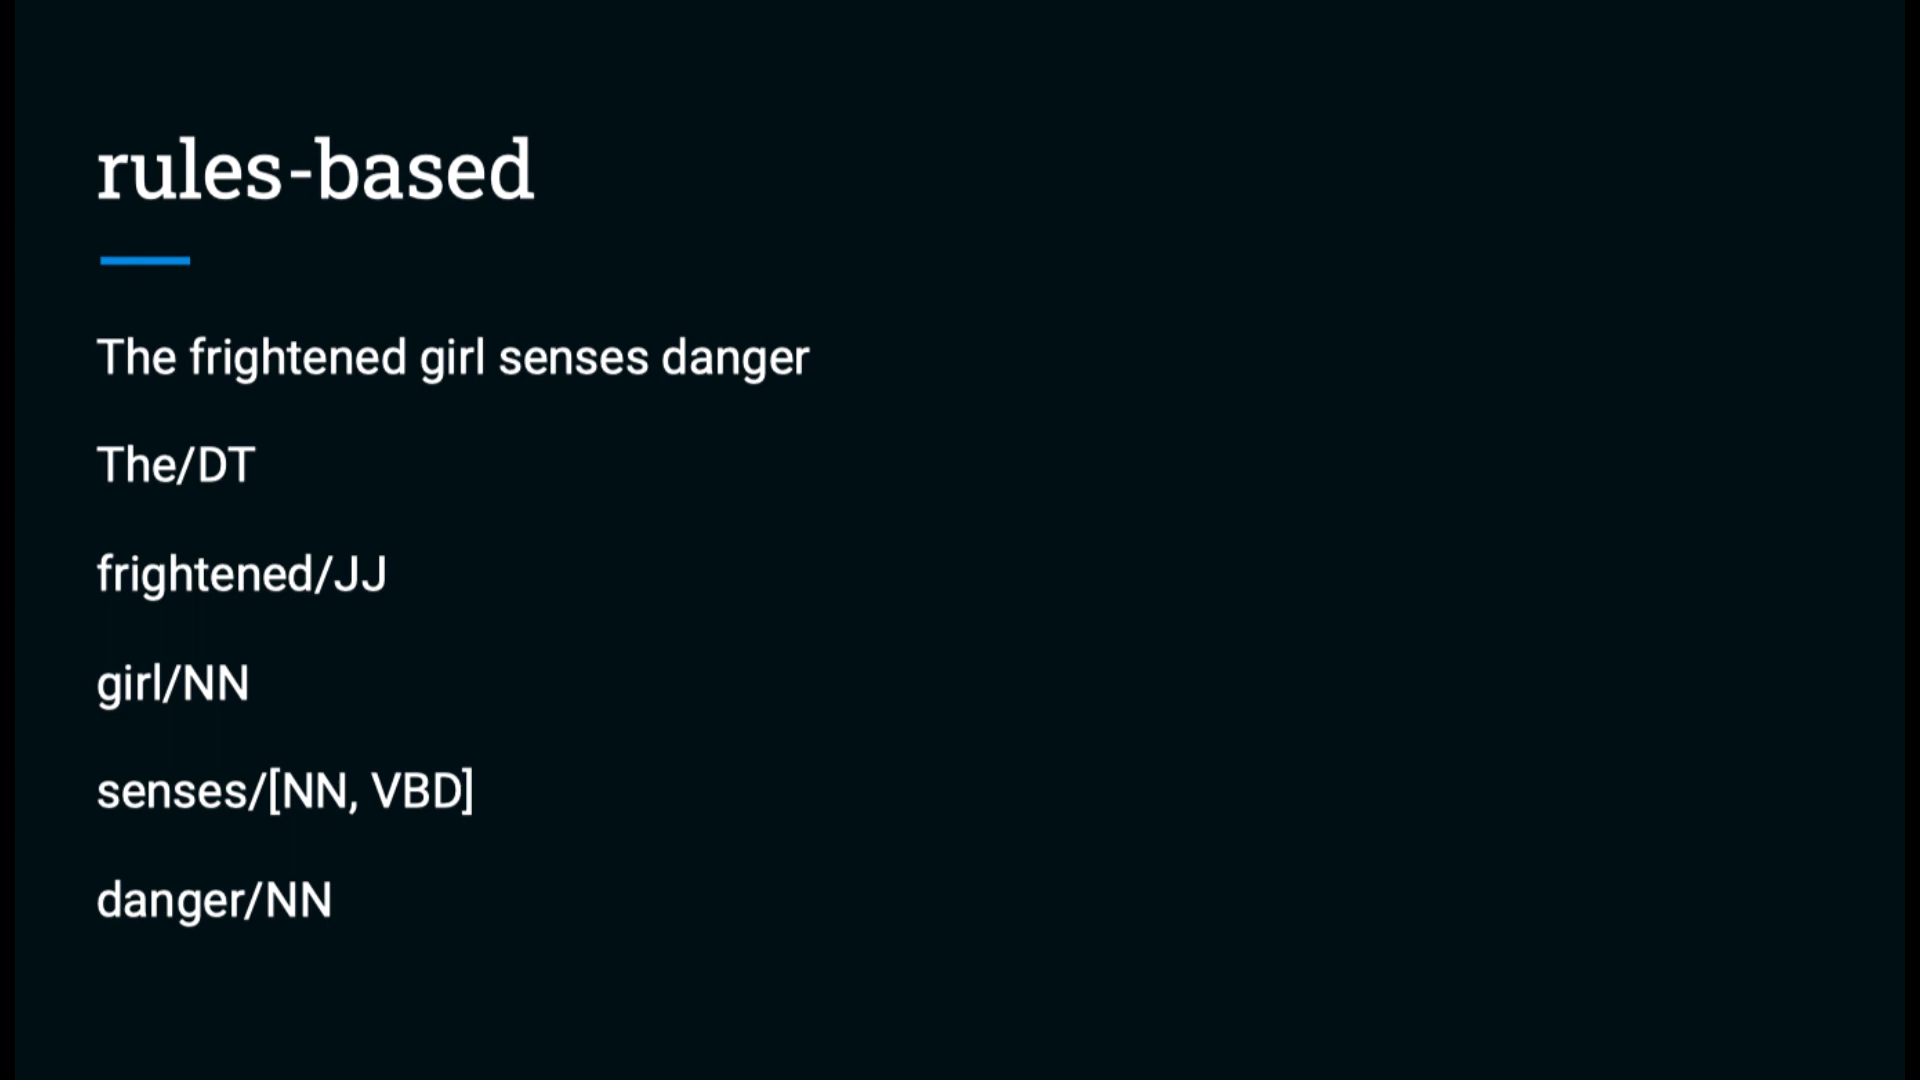 rules-based
The frightened girl senses danger
The/DT
frightened/JJ
girl/NN
senses/[NN, VBD]
danger/NN